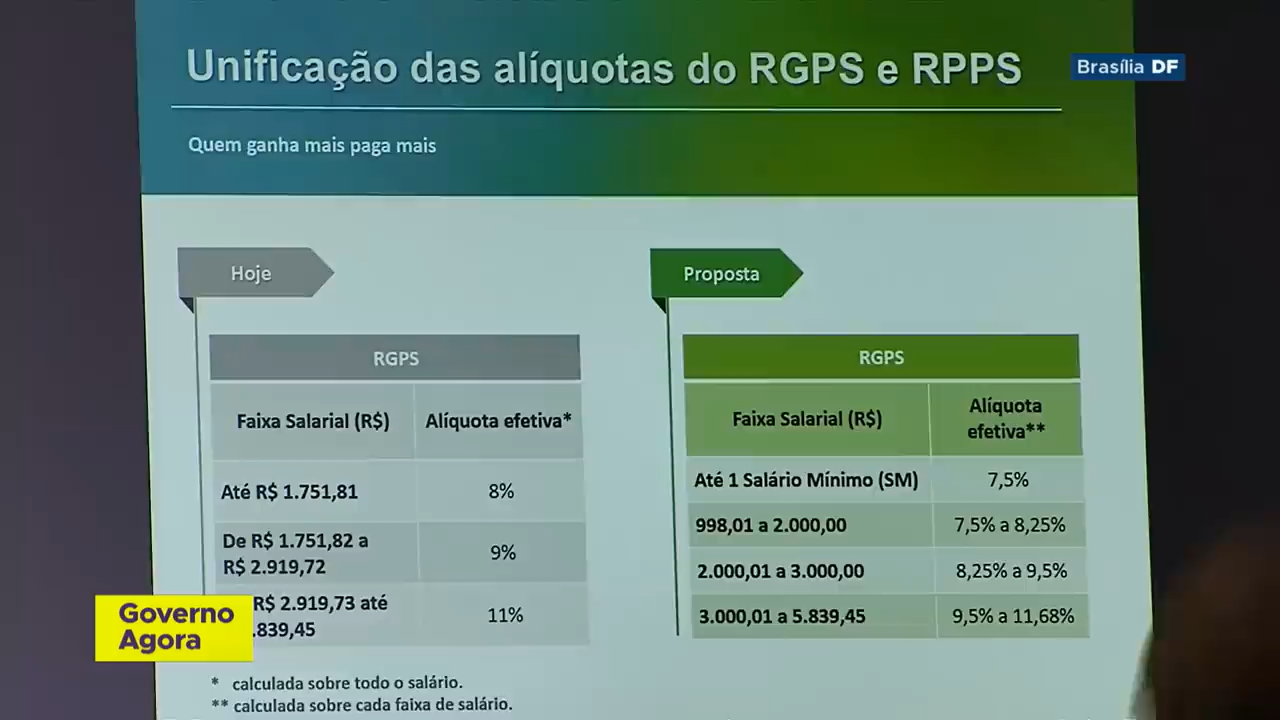 Unificação das alíquotas do RGPS e RPPS
Brasília DF
Quem ganha mais paga mais
Hoje
RGPS
Faixa Salarial (R$) Alíquota efetiva*
Até R$ 1.751,81 8%
De R$ 1.751,82 a
R$ 2.919,72 9%
R$ 2.919,73 até
.839,45 11%
Proposta
RGPS
Faixa Salarial (R$) Alíquota
efetiva**
Até 1 Salário Mínimo (SM) 7,5%
998,01 a 2.000,00 7,5% a 8,25%
2.000,01 a 3.000,00 8,25% a 9,5%
3.000,01 a 5.839,45 9,5% a 11,68%
Governo
Agora
* calculada sobre todo o salário.
** calculada sobre cada faixa de salário.